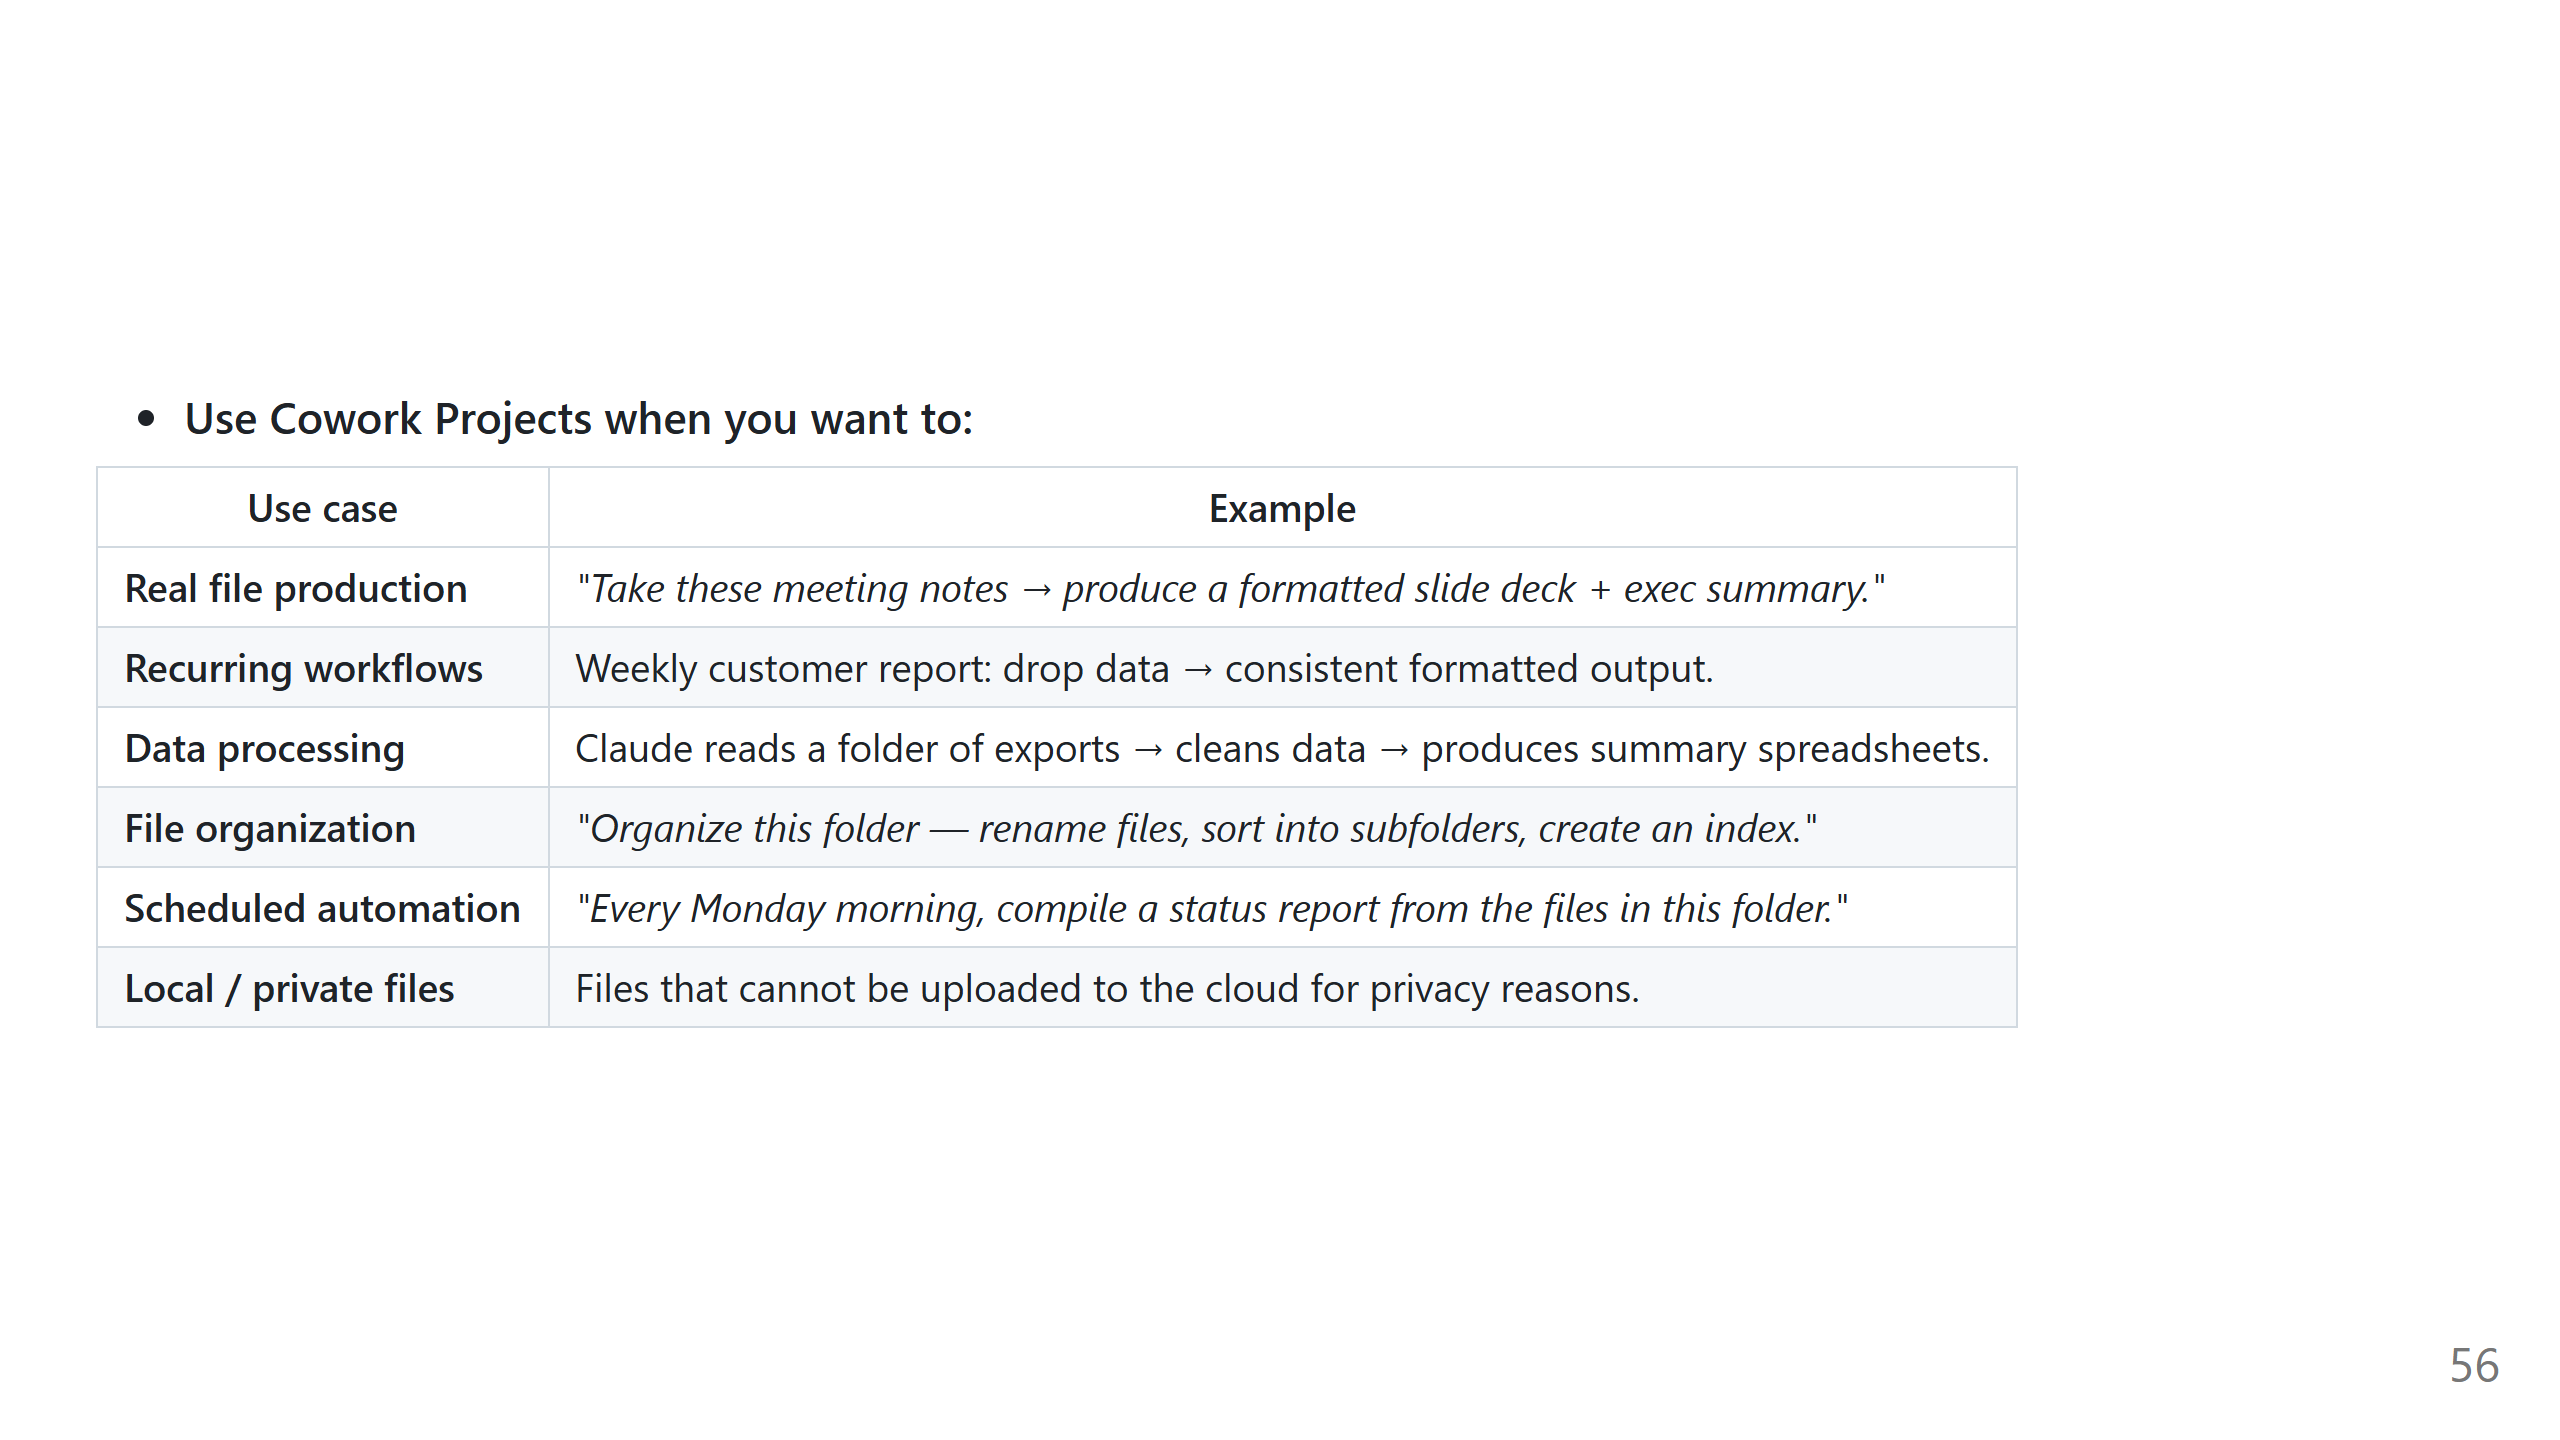 • Use Cowork Projects when you want to:
Use case Example
Real file production "Take these meeting notes → produce a formatted slide deck + exec summary."
Recurring workflows Weekly customer report: drop data → consistent formatted output.
Data processing Claude reads a folder of exports → cleans data → produces summary spreadsheets.
File organization "Organize this folder — rename files, sort into subfolders, create an index."
Scheduled automation "Every Monday morning, compile a status report from the files in this folder."
Local / private files Files that cannot be uploaded to the cloud for privacy reasons.
56